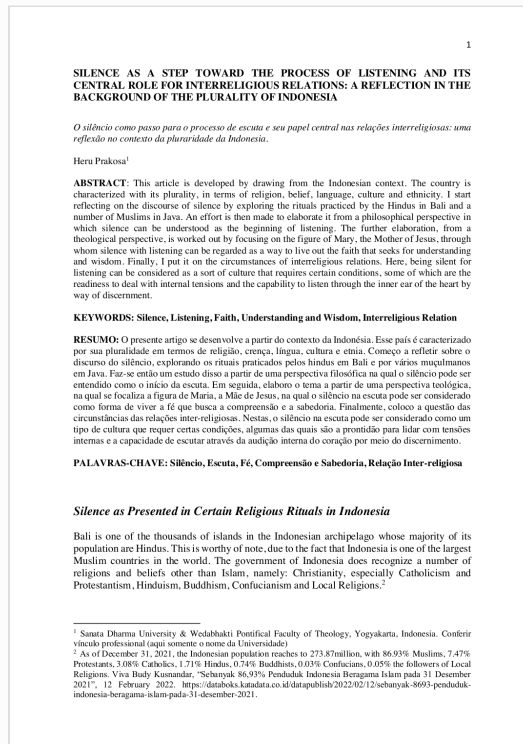 1
SILENCE AS A STEP TOWARD THE PROCESS OF LISTENING AND ITS
CENTRAL ROLE FOR INTERRELIGIOUS RELATIONS: A REFLECTION IN THE
BACKGROUND OF THE PLURALITY OF INDONESIA
O silêncio como passo para o processo de escuta e seu papel central nas relações interreligiosas: uma
reflexão no contexto da pluraridade da Indonesia.
Heru Prakosa¹
ABSTRACT: This article is developed by drawing from the Indonesian context. The country is
characterized with its plurality, in terms of religion, belief, language, culture and ethnicity. I start
reflecting on the discourse of silence by exploring the rituals practiced by the Hindus in Bali and a
number of Muslims in Java. An effort is then made to elaborate it from a philosophical perspective in
which silence can be understood as the beginning of listening. The further elaboration, from a
theological perspective, is worked out by focusing on the figure of Mary, the Mother of Jesus, through
whom silence with listening can be regarded as a way to live out the faith that seeks for understanding
and wisdom. Finally, I put it on the circumstances of interreligious relations. Here, being silent for
listening can be considered as a sort of culture that requires certain conditions, some of which are the
readiness to deal with internal tensions and the capability to listen through the inner ear of the heart by
way of discernment.
KEYWORDS: Silence, Listening, Faith, Understanding and Wisdom, Interreligious Relation
RESUMO: O presente artigo se desenvolve a partir do contexto da Indonésia. Esse país é caracterizado
por sua pluralidade em termos de religião, crença, língua, cultura e etnia. Começo a refletir sobre o
discurso do silêncio, explorando os rituais praticados pelos hindus em Bali e por vários muçulmanos
em Java. Faz-se então um estudo disso a partir de uma perspectiva filosófica na qual o silêncio pode ser
entendido como o início da escuta. Em seguida, elaboro o tema a partir de uma perspectiva teológica,
na qual se focaliza a figura de Maria, a Mãe de Jesus, na qual o silêncio na escuta pode ser considerado
como forma de viver a fé que busca a compreensão e a sabedoria. Finalmente, coloco a questão das
circunstâncias das relações inter-religiosas. Nestas, o silêncio na escuta pode ser considerado como um
tipo de cultura que requer certas condições, algumas das quais são a prontidão para lidar com tensões
internas e a capacidade de escutar através da audição interna do coração por meio do discernimento.
PALAVRAS-CHAVE: Silêncio, Escuta, Fé, Compreensão e Sabedoria, Relação Inter-religiosa
Silence as Presented in Certain Religious Rituals in Indonesia
Bali is one of the thousands of islands in the Indonesian archipelago whose majority of its
population are Hindus. This is worthy of note, due to the fact that Indonesia is one of the largest
Muslim countries in the world. The government of Indonesia does recognize a number of
religions and beliefs other than Islam, namely: Christianity, especially Catholicism and
Protestantism, Hinduism, Buddhism, Confucianism and Local Religions.²
¹ Sanata Dharma University & Wedabhakti Pontifical Faculty of Theology, Yogyakarta, Indonesia. Conferir
vínculo professional (aqui somente o nome da Universidade)
² As of December 31, 2021, the Indonesian population reaches to 273.87million, with 86.93% Muslims, 7.47%
Protestants, 3.08% Catholics, 1.71% Hindus, 0.74% Buddhists, 0.03% Confucians, 0.05% the followers of Local
Religions. Viva Budy Kusnandar, “Sebanyak 86,93% Penduduk Indonesia Beragama Islam pada 31 Desember
2021”, 12 February 2022. https://databoks.katadata.co.id/datapublish/2022/02/12/sebanyak-8693-penduduk-
indonesia-beragama-islam-pada-31-desember-2021.